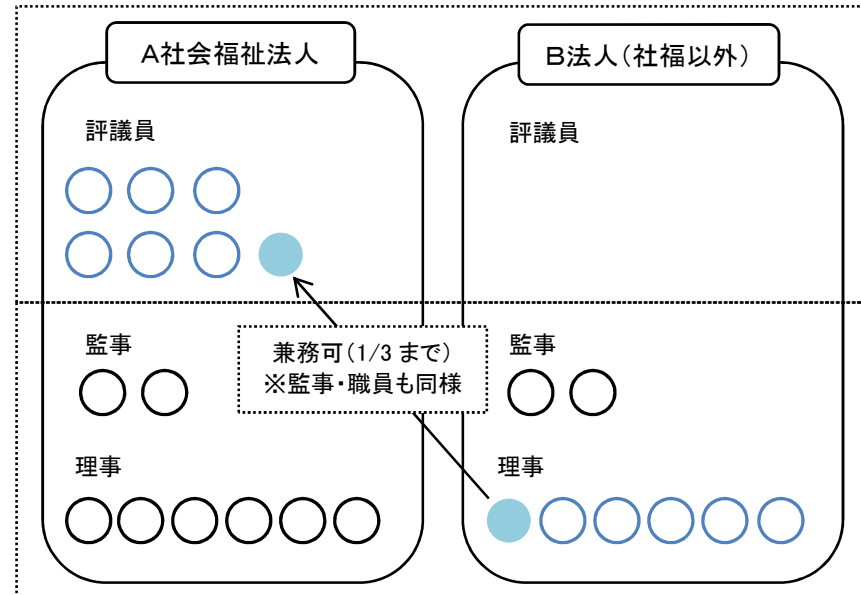 A社会福祉法人
B法人(社福以外)
評議員
評議員
監事
兼務可(1/3 まで)
※監事・職員も同様
監事
理事
理事